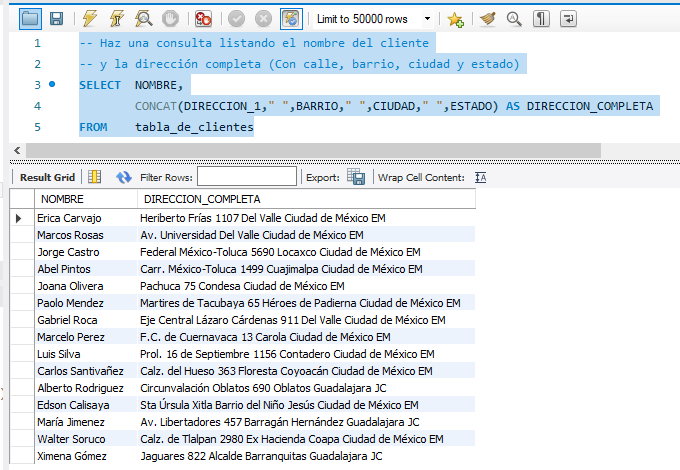 Limit to 50000 rows
1 -- Haz una consulta listando el nombre del cliente
2 -- y la dirección completa (Con calle, barrio, ciudad y estado)
3 SELECT NOMBRE,
4 CONCAT(DIRECCION_1," ",BARRIO," ",CIUDAD," ",ESTADO) AS DIRECCION_COMPLETA
5 FROM tabla_de_clientes
Result Grid Filter Rows: Export: Wrap Cell Content:
NOMBRE DIRECCION_COMPLETA
Erica Carvajo Heriberto Frías 1107 Del Valle Ciudad de México EM
Marcos Rosas Av. Universidad Del Valle Ciudad de México EM
Jorge Castro Federal México-Toluca 5690 Locaxco Ciudad de México EM
Abel Pintos Carr. México-Toluca 1499 Cuajimalpa Ciudad de México EM
Joana Olivera Pachuca 75 Condesa Ciudad de México EM
Paolo Mendez Martires de Tacubaya 65 Héroes de Padierna Ciudad de México EM
Gabriel Roca Eje Central Lázaro Cárdenas 911 Del Valle Ciudad de México EM
Marcelo Perez F.C. de Cuernavaca 13 Carola Ciudad de México EM
Luis Silva Prol. 16 de Septiembre 1156 Contadero Ciudad de México EM
Carlos Santivañez Calz. del Hueso 363 Floresta Coyoacán Ciudad de México EM
Alberto Rodriguez Circunvalación Oblatos 690 Oblatos Guadalajara JC
Edson Calisaya Sta Úrsula Xitla Barrio del Niño Jesús Ciudad de México EM
María Jimenez Av. Libertadores 457 Barragán Hernández Guadalajara JC
Walter Soruco Calz. de Tlalpan 2980 Ex Hacienda Coapa Ciudad de México EM
Ximena Gómez Jaguares 822 Alcalde Barranquitas Guadalajara JC